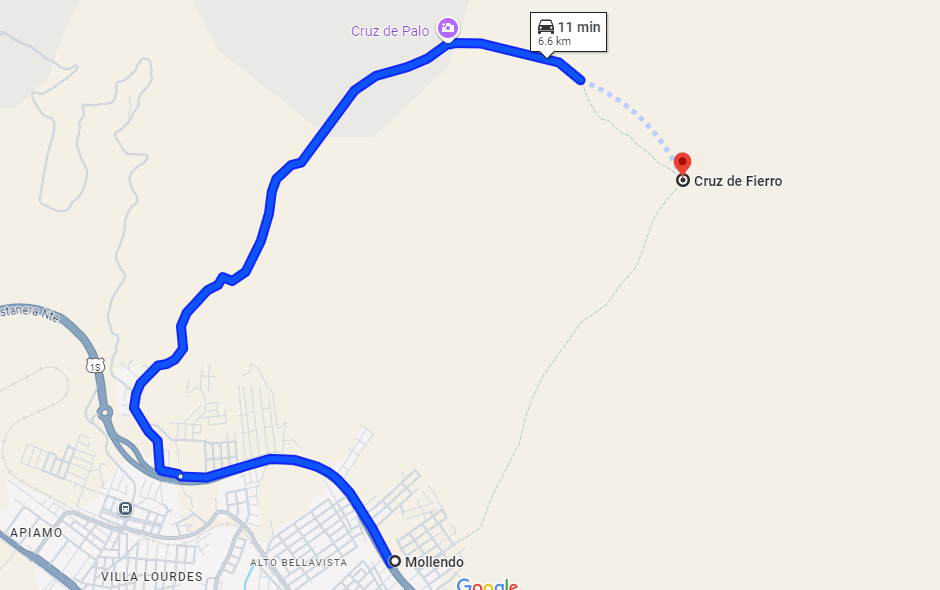 Cruz de Palo
11 min
6.6 km
Cruz de Fierro
stanera Nte.
1S
APIAMO
ALTO BELLAVISTA
Mollendo
VILLA LOURDES
Google